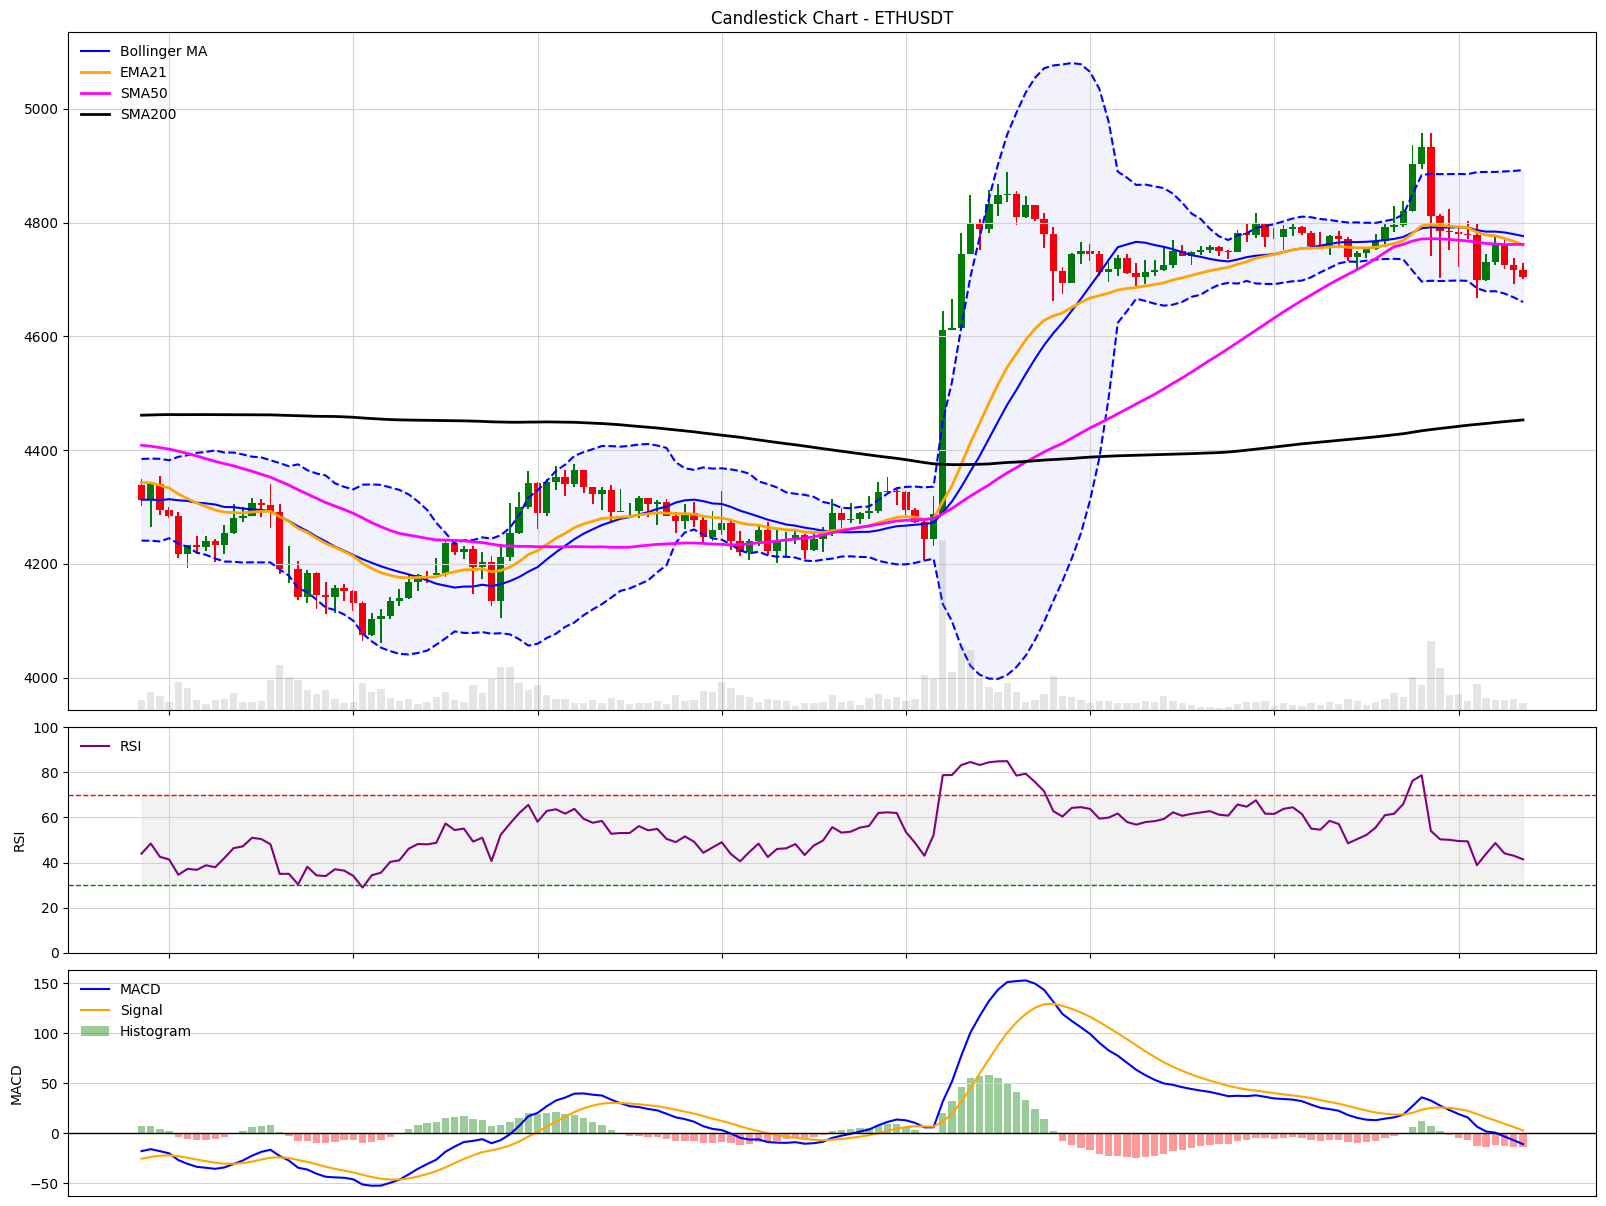 Candlestick Chart - ETHUSDT
Bollinger MA
EMA21
SMA50
SMA200
5000
4800
4600
4400
4200
4000
100
80
60
40
20
0
RSI
RSI
150
100
50
0
−50
MACD
MACD
Signal
Histogram